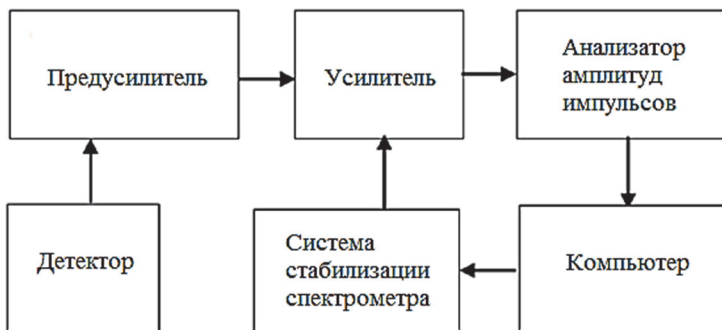 Предусилитель
Усилитель
Анализатор
амплитуд
импульсов
Детектор
Система
стабилизации
спектрометра
Компьютер